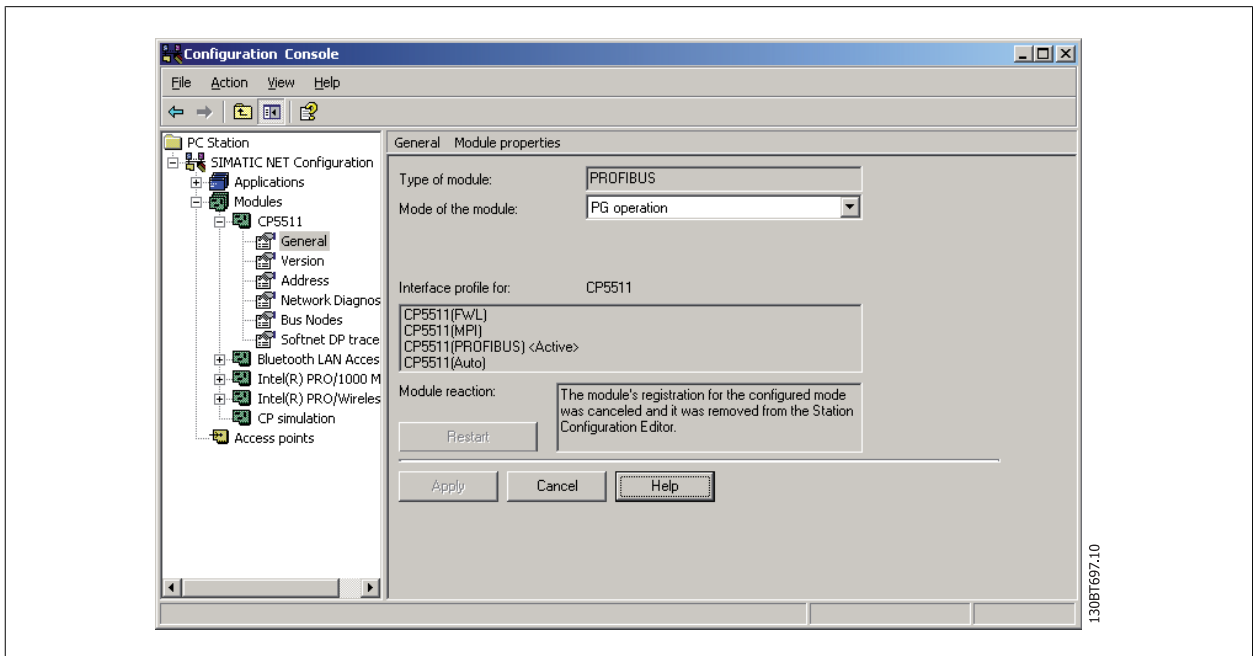 Configuration Console
File Action View Help
PC Station
SIMATIC NET Configuration
Applications
Modules
CP5511
General
Version
Address
Network Diagnos
Bus Nodes
Softnet DP trace
Bluetooth LAN Acces
Intel(R) PRO/1000 M
Intel(R) PRO/Wireles
CP simulation
Access points
General Module properties
Type of module: PROFIBUS
Mode of the module: PG operation
Interface profile for: CP5511
CP5511(FWL)
CP5511(MPI)
CP5511(PROFIBUS) <Active>
CP5511(Auto)
Module reaction:
The module's registration for the configured mode
was canceled and it was removed from the Station
Configuration Editor.
Restart
Apply Cancel Help
130BT697.10